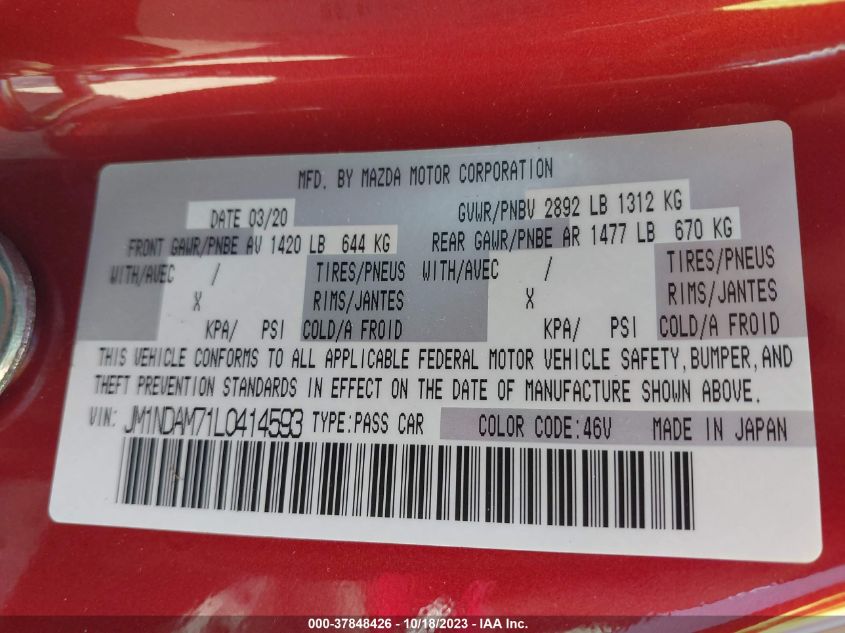 MFD. BY MAZDA MOTOR CORPORATION
DATE 03/20 GVWR/PNBV 2892 LB 1312 KG
FRONT GAWR/PNBE AV 1420 LB 644 KG REAR GAWR/PNBE AR 1477 LB 670 KG
WITH/AVEC / TIRES/PNEUS WITH/AVEC / TIRES/PNEUS
X RIMS/JANTES X RIMS/JANTES
KPA/ PSI COLD/A FROID KPA/ PSI COLD/A FROID
THIS VEHICLE CONFORMS TO ALL APPLICABLE FEDERAL MOTOR VEHICLE SAFETY, BUMPER, AND
THEFT PREVENTION STANDARDS IN EFFECT ON THE DATE OF MANUFACTURE SHOWN ABOVE.
VIN: JM1NDAM71L0414593 TYPE:PASS CAR COLOR CODE:46V MADE IN JAPAN
000-37848426 - 10/18/2023 - IAA Inc.